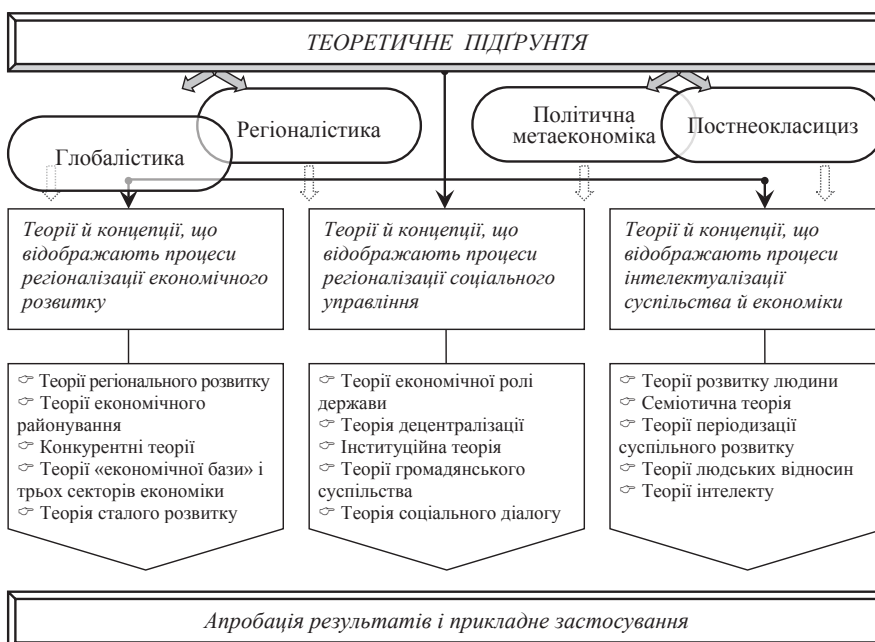 ТЕОРЕТИЧНЕ ПІДҐРУНТЯ
Глобалістика
Регіоналістика
Політична
метаекономіка
Постнеокласициз
Теорії й концепції, що
відображають процеси
регіоналізації економічного
розвитку
Теорії й концепції, що
відображають процеси
регіоналізації соціального
управління
Теорії й концепції, що
відображають процеси
інтелектуалізації
суспільства й економіки
☞ Теорії регіонального розвитку
☞ Теорії економічного
районування
☞ Конкурентні теорії
☞ Теорії «економічної бази» і
трьох секторів економіки
☞ Теорія сталого розвитку
☞ Теорії економічної ролі
держави
☞ Теорія децентралізації
☞ Інституційна теорія
☞ Теорії громадянського
суспільства
☞ Теорія соціального діалогу
☞ Теорії розвитку людини
☞ Семіотична теорія
☞ Теорії періодизації
суспільного розвитку
☞ Теорії людських відносин
☞ Теорії інтелекту
Апробація результатів і прикладне застосування